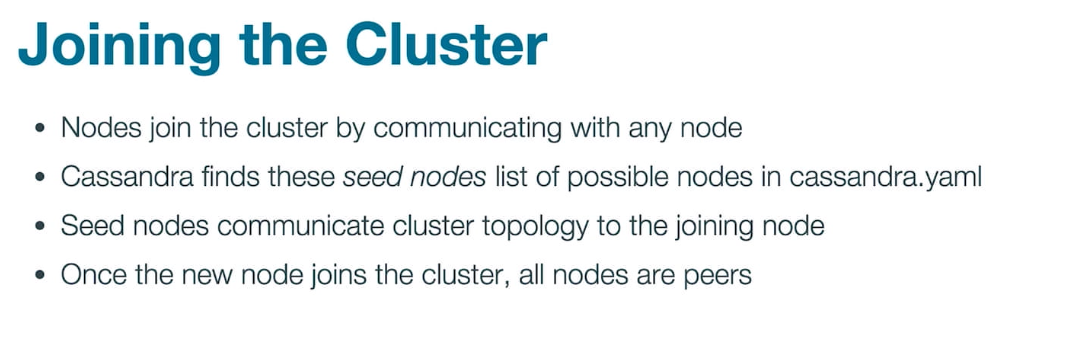 Joining the Cluster
• Nodes join the cluster by communicating with any node
• Cassandra finds these seed nodes list of possible nodes in cassandra.yaml
• Seed nodes communicate cluster topology to the joining node
• Once the new node joins the cluster, all nodes are peers